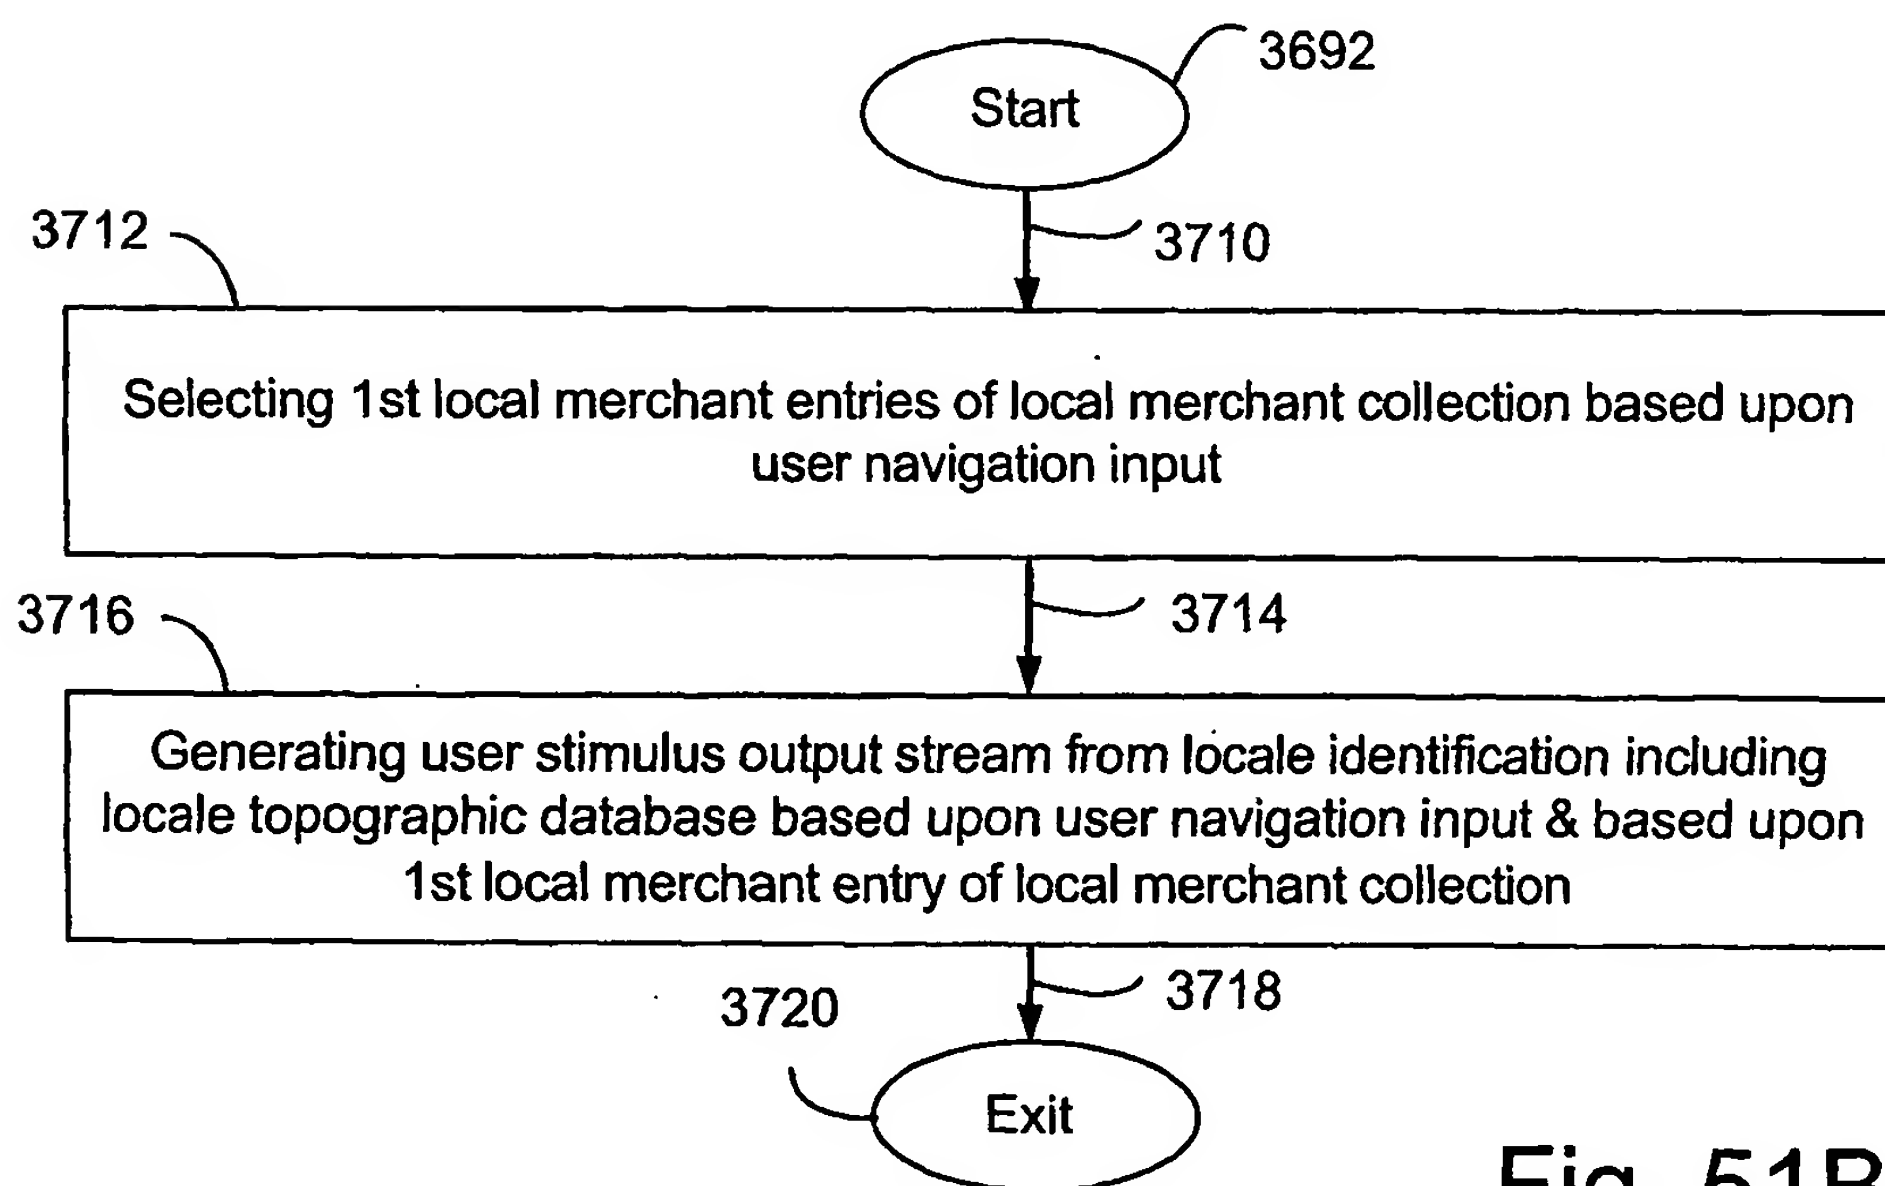 3692
Start
3712
3710
Selecting 1st local merchant entries of local merchant collection based upon
user navigation input
3716
3714
Generating user stimulus output stream from locale identification including
locale topographic database based upon user navigation input & based upon
1st local merchant entry of local merchant collection
3718
3720
Exit
Fig. 51B